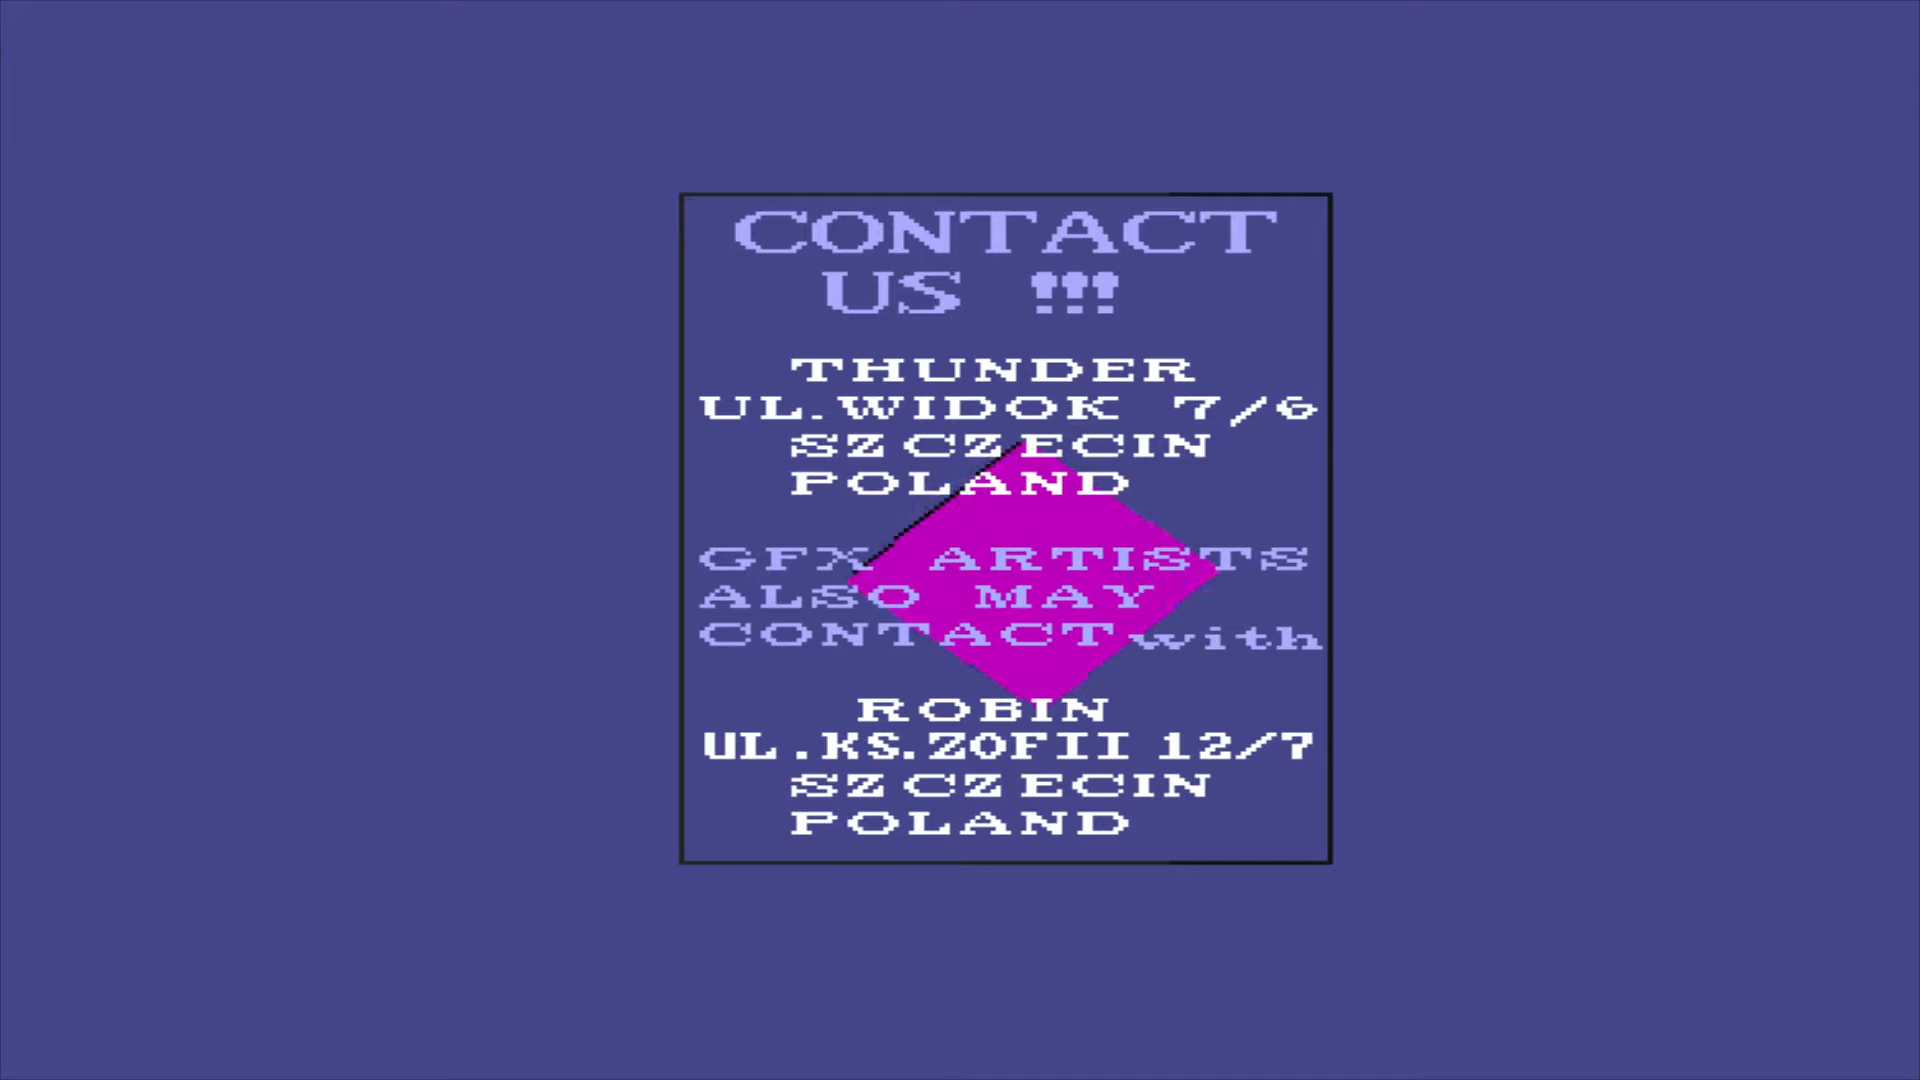 CONTACT
US !!!
THUNDER
UL.WIDOK 7/6
SZCZECIN
POLAND
GFX ARTISTS
ALSO MAY
CONTACT with
ROBIN
UL.KS.ZOFII 12/7
SZCZECIN
POLAND